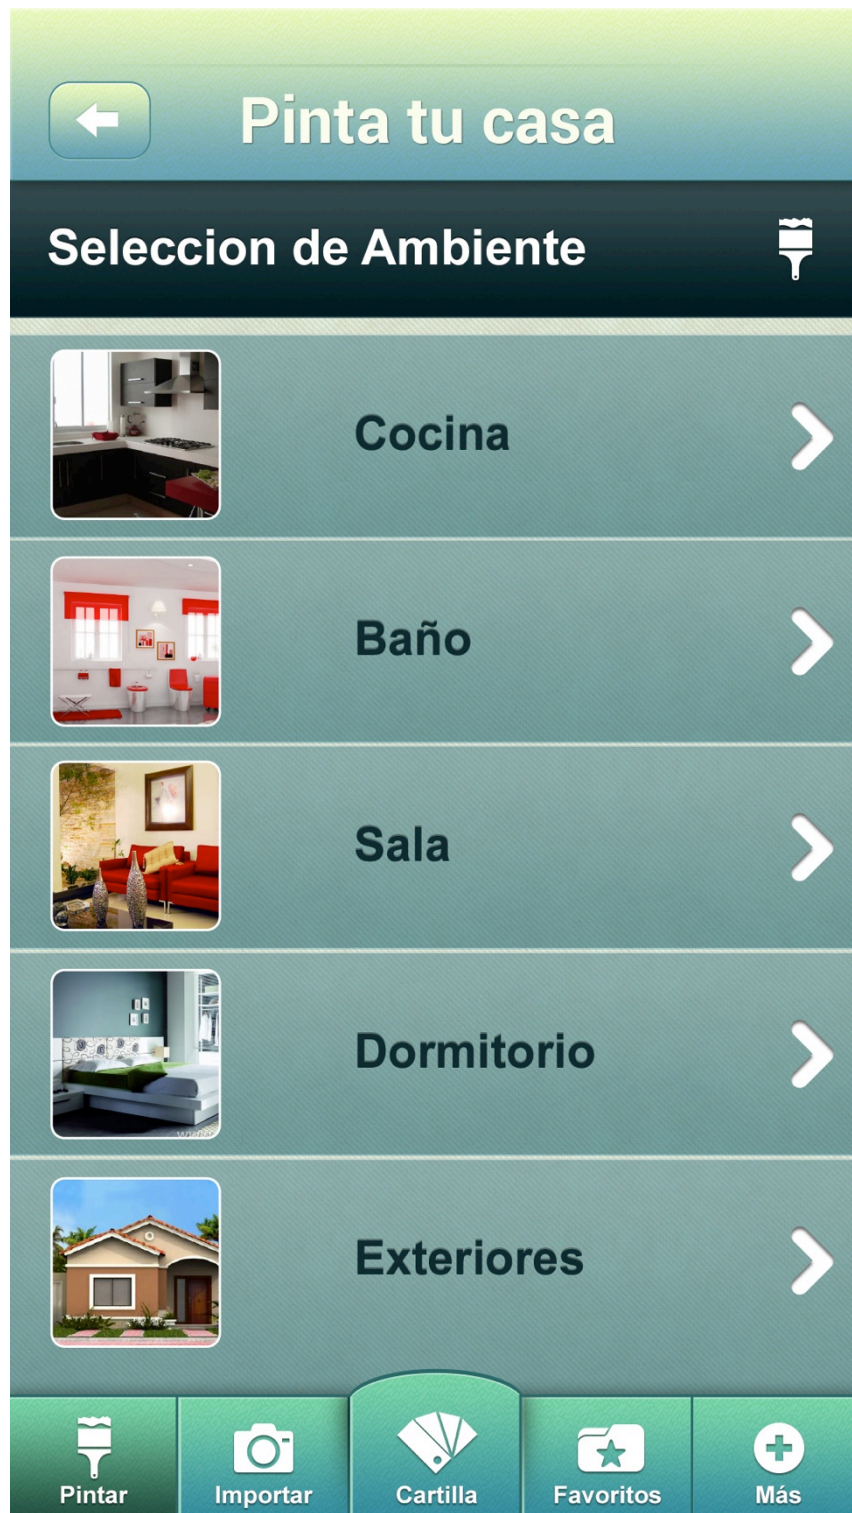 Pinta tu casa
Seleccion de Ambiente
Cocina
Baño
Sala
Dormitorio
Exteriores
Pintar
Importar
Cartilla
Favoritos
Más